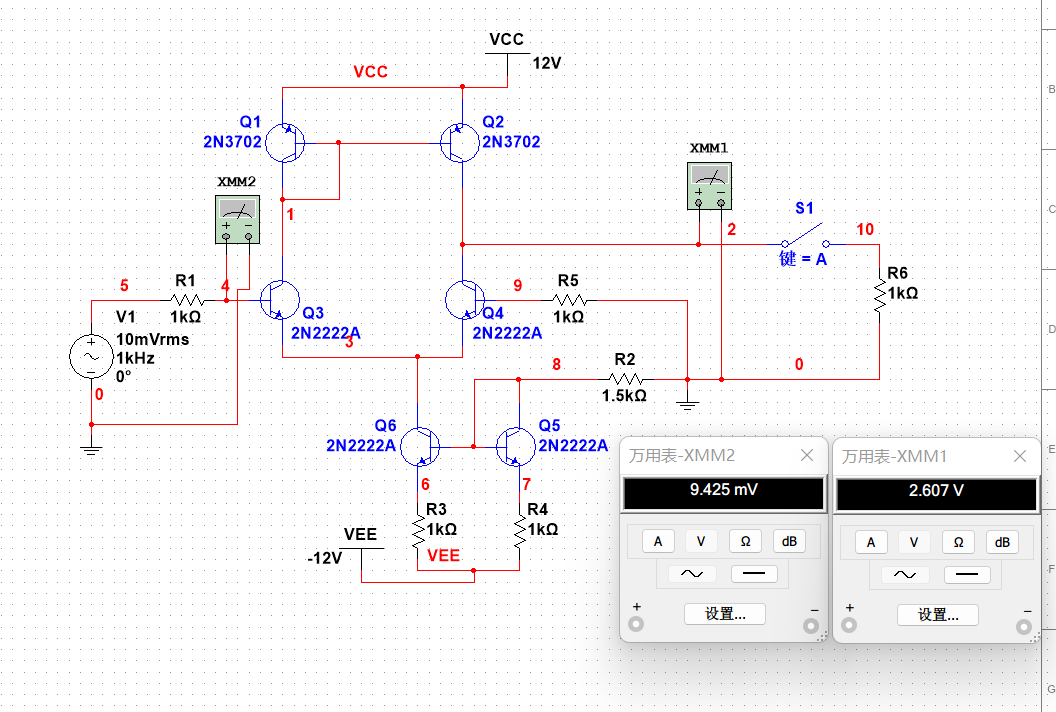 VCC
12V
VCC
Q1
2N3702
Q2
2N3702
XMM1
XMM2
1
2
S1
10
键 = A
5
R1
4
1kΩ
Q3
2N2222A
3
9
R5
1kΩ
Q4
2N2222A
R6
1kΩ
V1
10mVrms
1kHz
0°
0
8
R2
1.5kΩ
0
Q6
2N2222A
Q5
2N2222A
6
7
R3
1kΩ
R4
1kΩ
VEE
VEE
-12V
万用表-XMM2
9.425 mV
A
V
Ω
dB
+
设置...
−
万用表-XMM1
2.607 V
A
V
Ω
dB
+
设置...
−
B
C
D
E
F
G